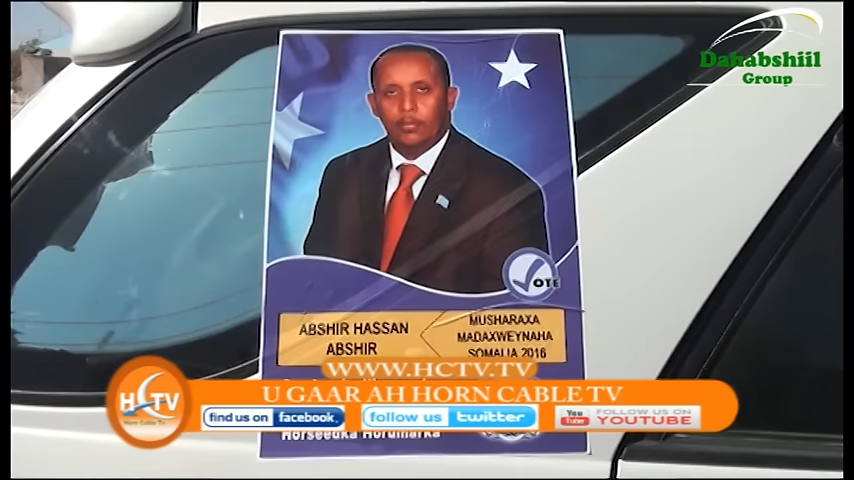 Dahabshiil
Group
VOTE
ABSHIR HASSAN
ABSHIR
MUSHARAXA
MADAXWEYNAHA
SOMALIA 2016
WWW.HCTV.TV
U GAAR AH HORN CABLE TV
HCTV
Horn Cable Tv
find us on facebook.
follow us twitter
You Tube FOLLOW US ON
YOUTUBE
Horseedka Horumarka